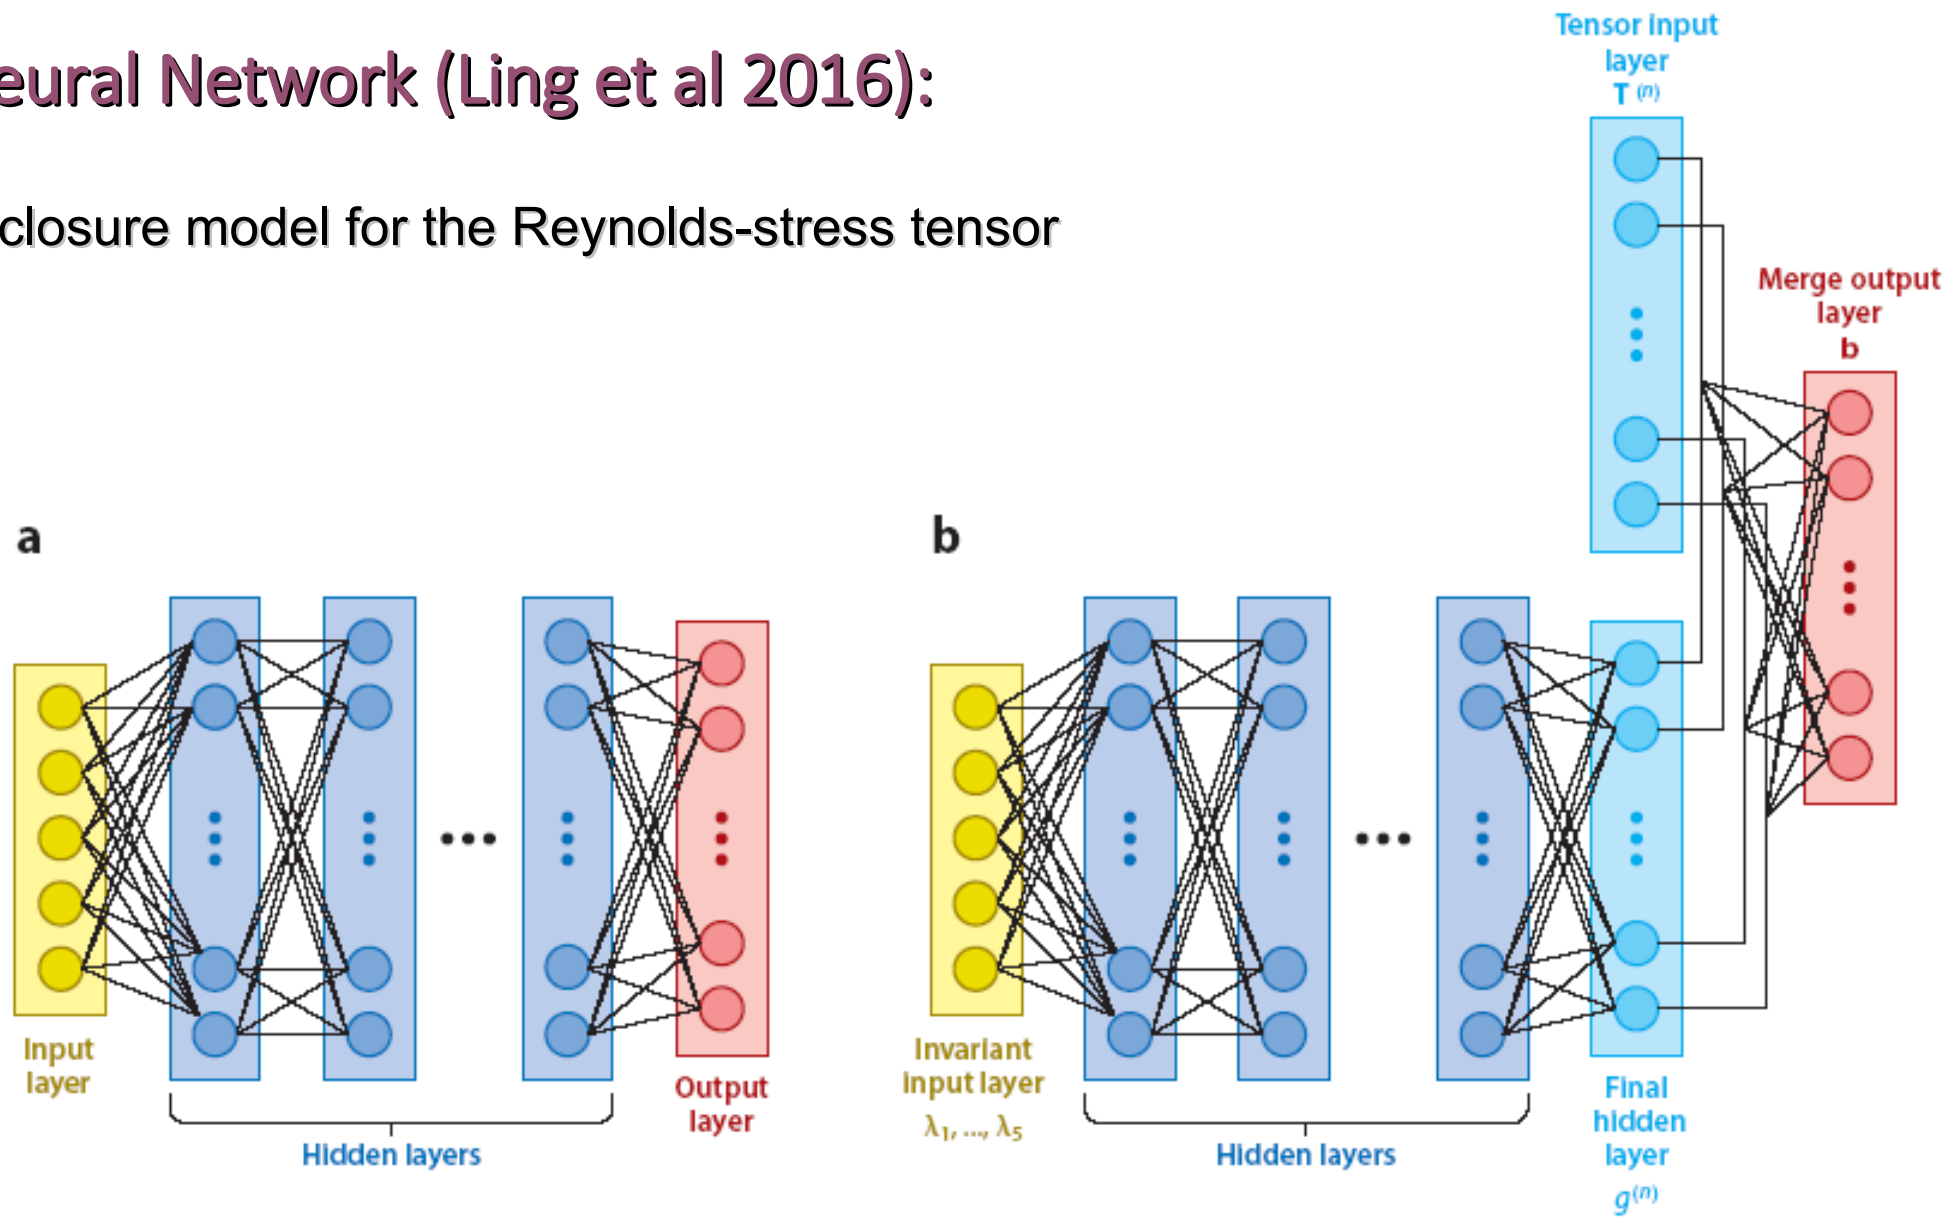 eural Network (Ling et al 2016):
closure model for the Reynolds-stress tensor
Tensor input
layer
T (n)
Merge output
layer
b
a
b
Input
layer
Hidden layers
Output
layer
Invariant
input layer
λ1, ..., λ5
Hidden layers
Final
hidden
layer
g(n)